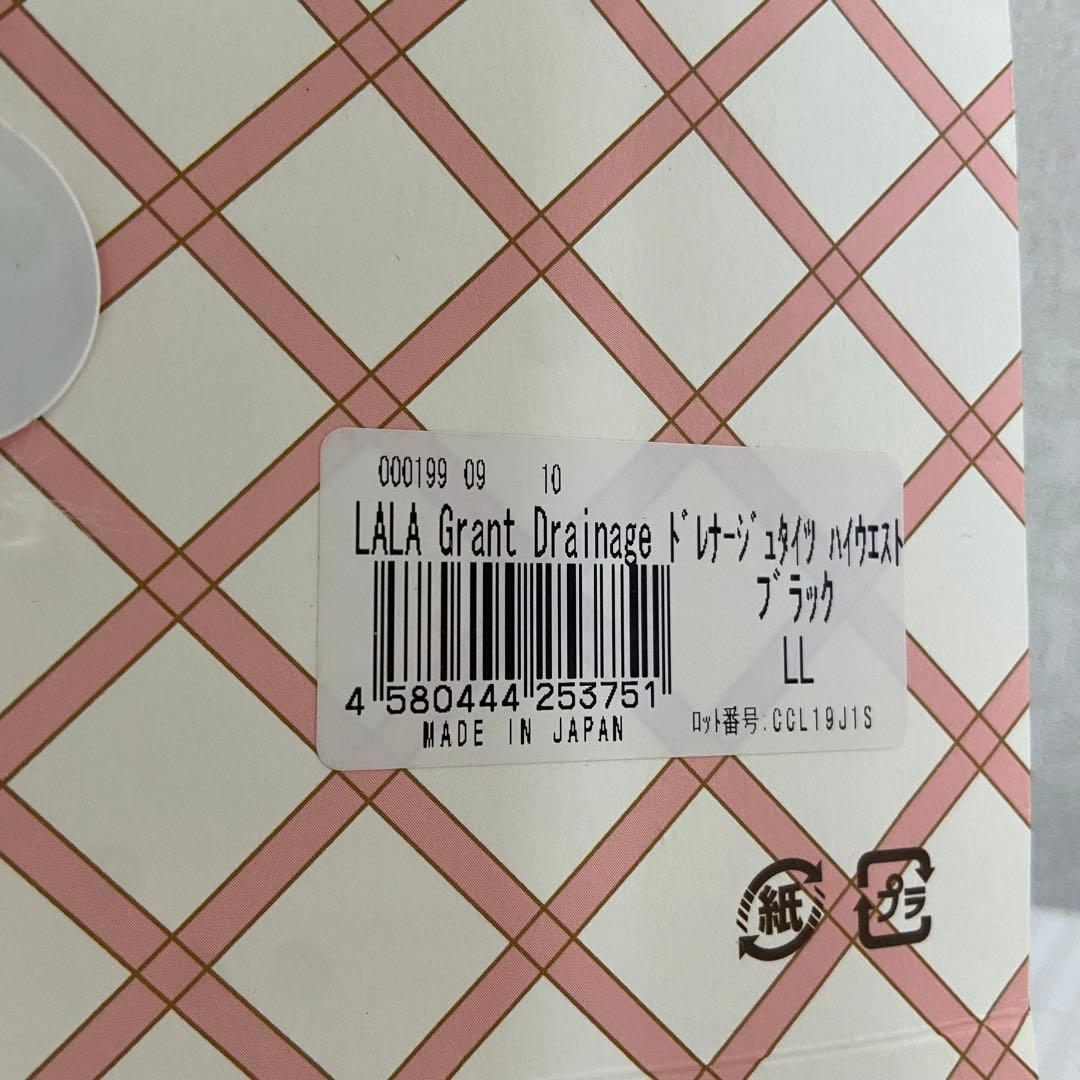 000199 09 10
LALA Grant Drainage ﾄﾞﾚﾅｰｼﾞｭﾀｲﾂ ﾊｲｳｴｽﾄ
ﾌﾞﾗｯｸ
LL
4 580444 253751
MADE IN JAPAN
ﾛｯﾄ番号:CCL19J1S
紙
プラ